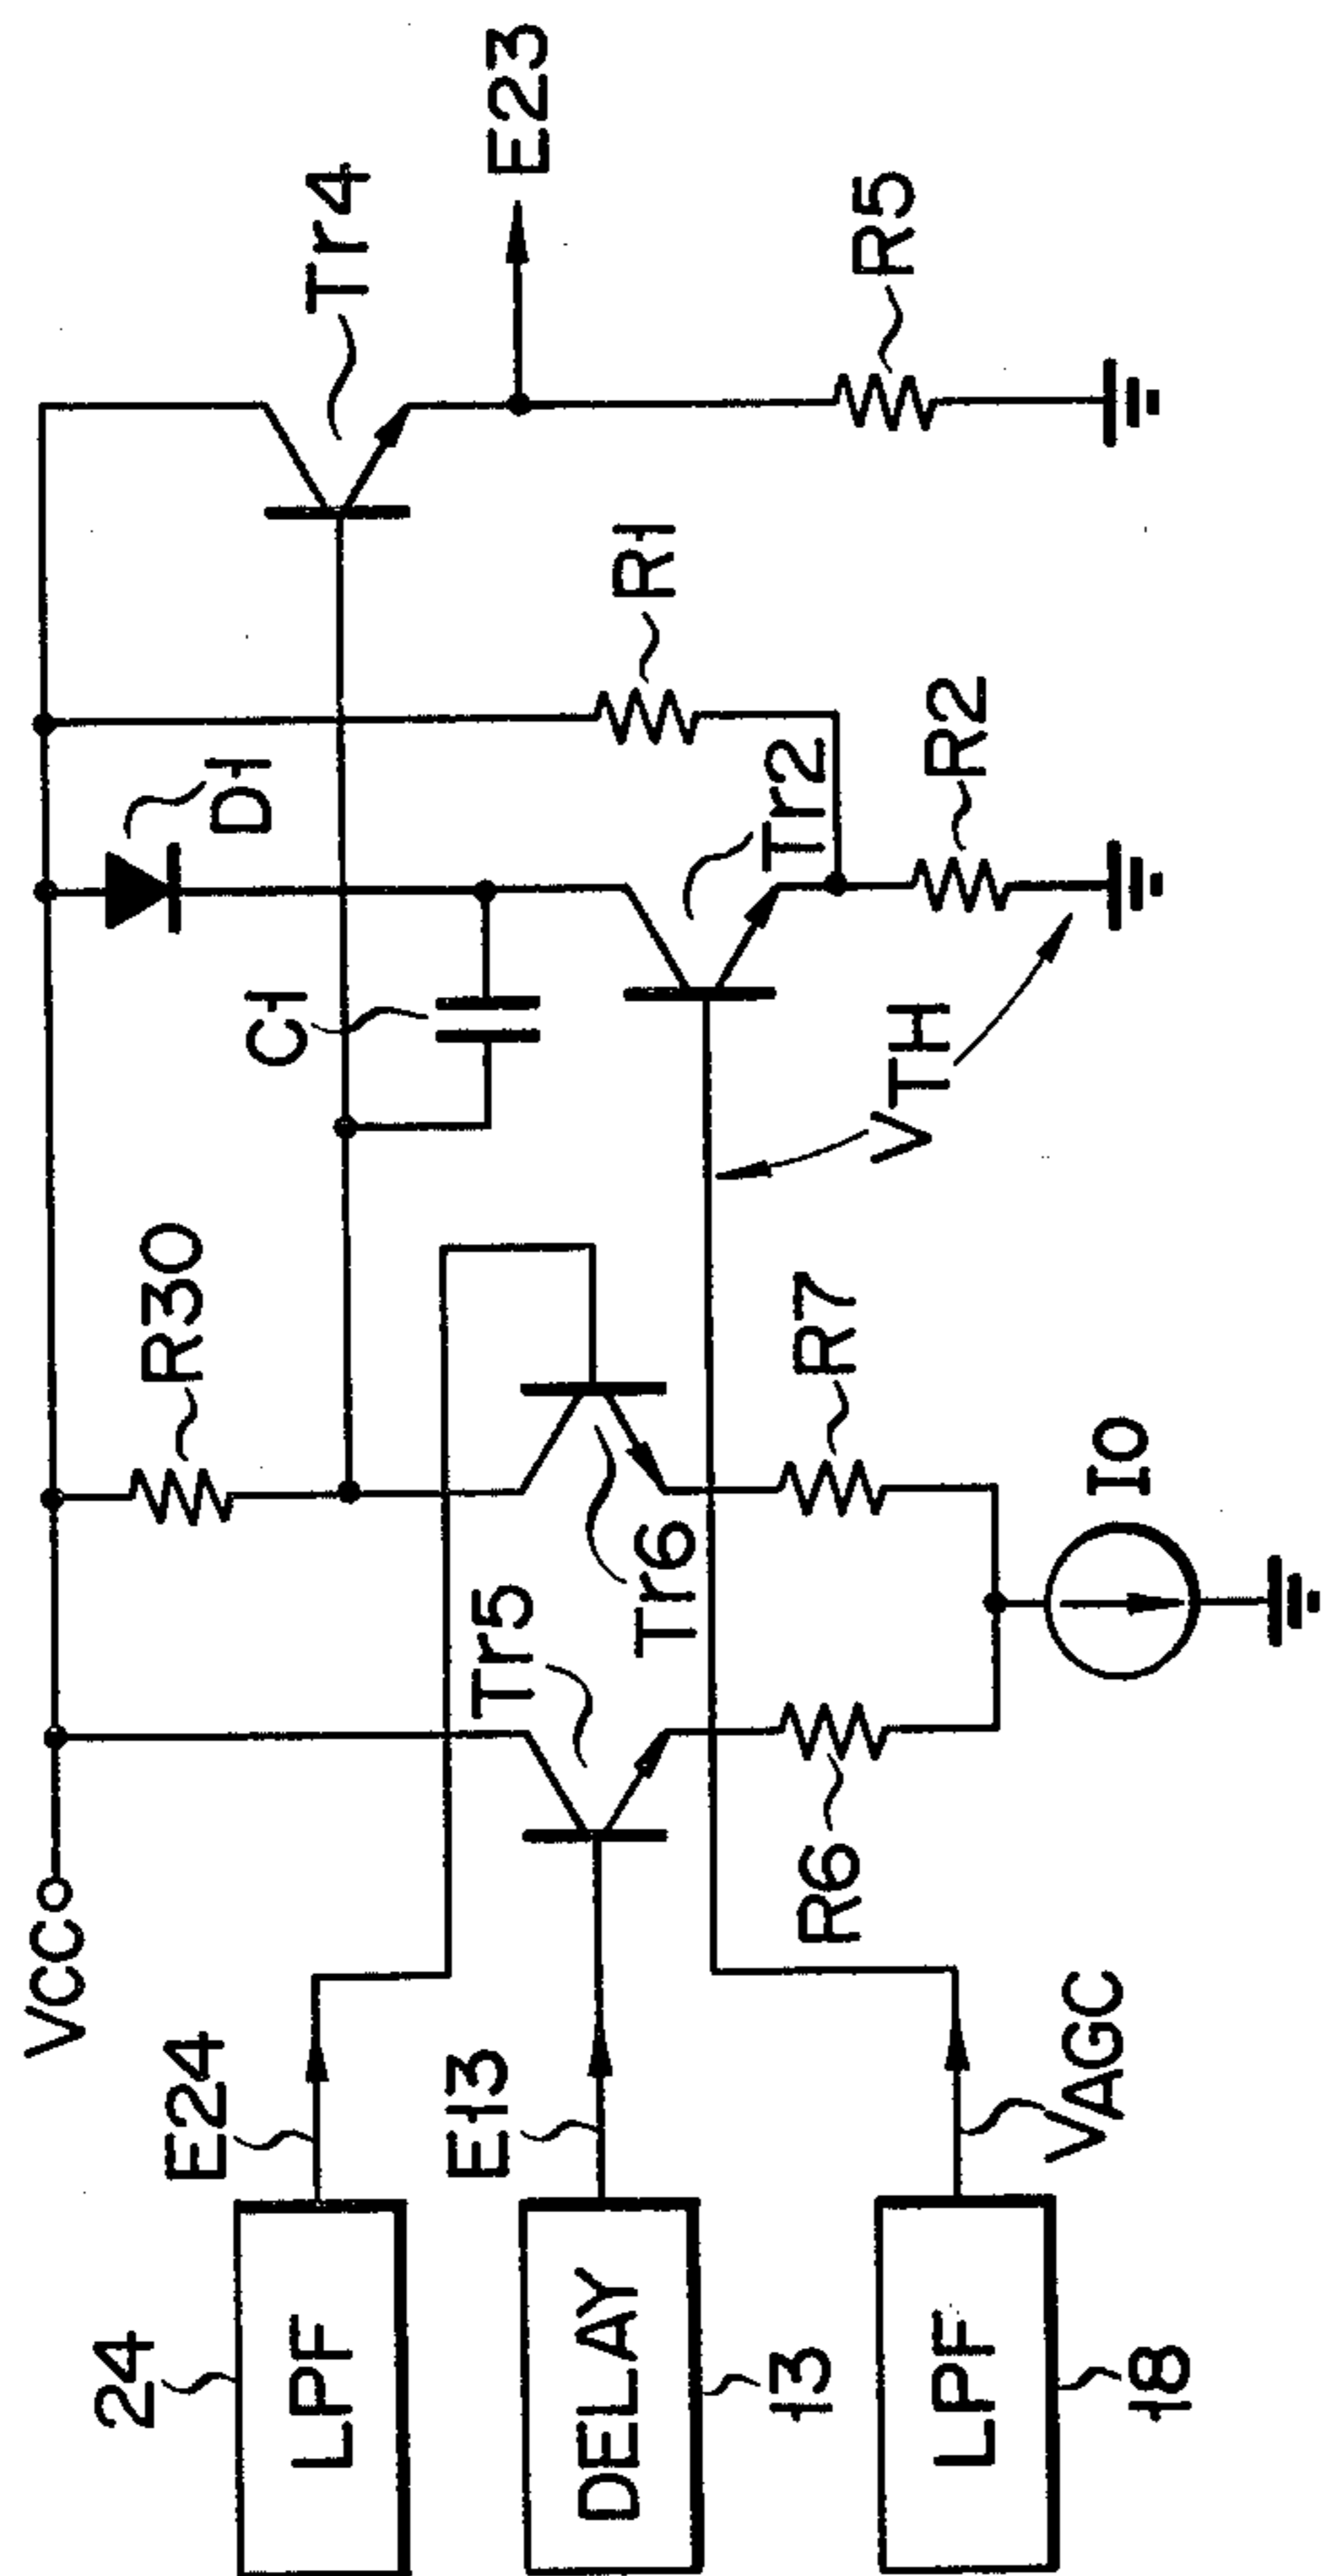 VCC
E24
24
LPF
E13
DELAY
13
VAGC
LPF
18
R30
Tr5
Tr6
R6
R7
IO
C1
D1
Tr2
VTH
R1
R2
Tr4
E23
R5